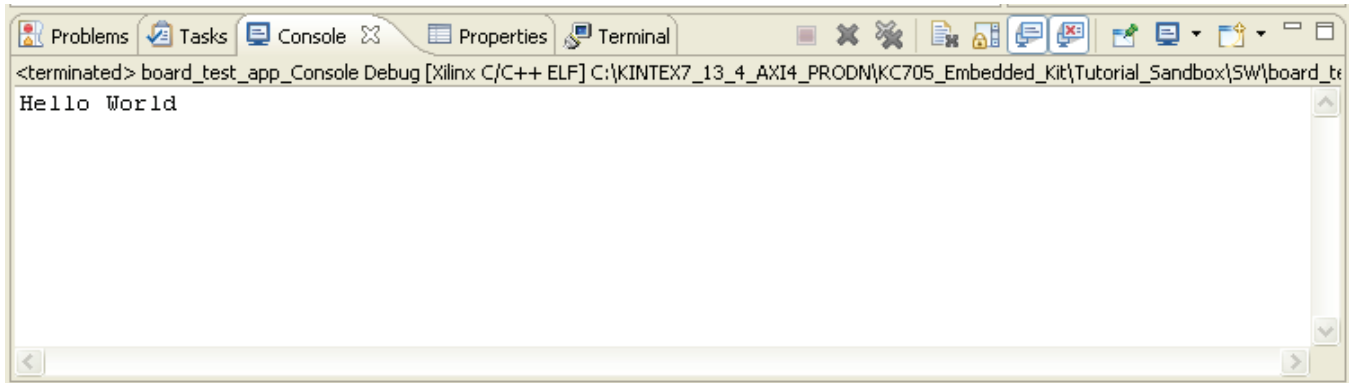 Problems Tasks Console Properties Terminal
<terminated> board_test_app_Console Debug [Xilinx C/C++ ELF] C:\KINTEX7_13_4_AXI4_PRODN\KC705_Embedded_Kit\Tutorial_Sandbox\SW\board_te
Hello World